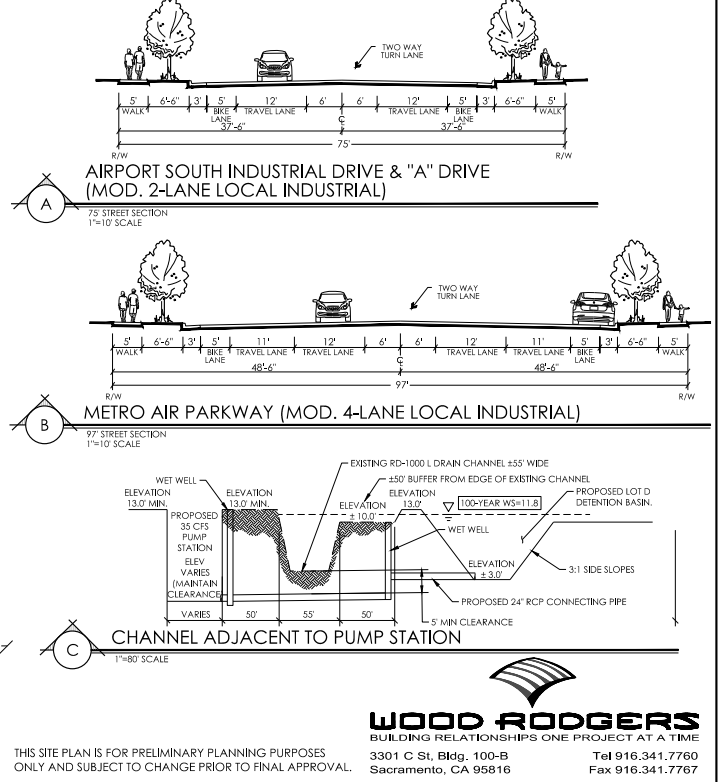 TWO WAY
TURN LANE
5' 6'-6" 3' 5' 12' 6' 6' 12' 5' 3' 6'-6" 5'
WALK BIKE LANE TRAVEL LANE ℄ TRAVEL LANE BIKE LANE WALK
37'-6" 37'-6"
75'
R/W R/W
AIRPORT SOUTH INDUSTRIAL DRIVE & "A" DRIVE
(MOD. 2-LANE LOCAL INDUSTRIAL)
A
75' STREET SECTION
1"=10' SCALE
TWO WAY
TURN LANE
5' 6'-6" 3' 5' 11' 12' 6' 6' 12' 11' 5' 3' 6'-6" 5'
WALK BIKE LANE TRAVEL LANE TRAVEL LANE ℄ TRAVEL LANE TRAVEL LANE BIKE LANE WALK
48'-6" 48'-6"
97'
R/W R/W
METRO AIR PARKWAY (MOD. 4-LANE LOCAL INDUSTRIAL)
B
97' STREET SECTION
1"=10' SCALE
EXISTING RD-1000 L DRAIN CHANNEL ±55' WIDE
±50' BUFFER FROM EDGE OF EXISTING CHANNEL
WET WELL
ELEVATION
13.0' MIN.
ELEVATION
13.0' MIN.
ELEVATION
± 10.0'
ELEVATION
13.0'
100-YEAR WS=11.8
PROPOSED LOT D
DETENTION BASIN.
PROPOSED
35 CFS
PUMP
STATION
ELEV
VARIES
(MAINTAIN
CLEARANCE)
WET WELL
ELEVATION
± 3.0'
3:1 SIDE SLOPES
PROPOSED 24" RCP CONNECTING PIPE
5' MIN CLEARANCE
VARIES 50' 55' 50'
CHANNEL ADJACENT TO PUMP STATION
C
1"=80' SCALE
WOOD RODGERS
BUILDING RELATIONSHIPS ONE PROJECT AT A TIME
3301 C St, Bldg. 100-B Tel 916.341.7760
Sacramento, CA 95816 Fax 916.341.7767
THIS SITE PLAN IS FOR PRELIMINARY PLANNING PURPOSES
ONLY AND SUBJECT TO CHANGE PRIOR TO FINAL APPROVAL.